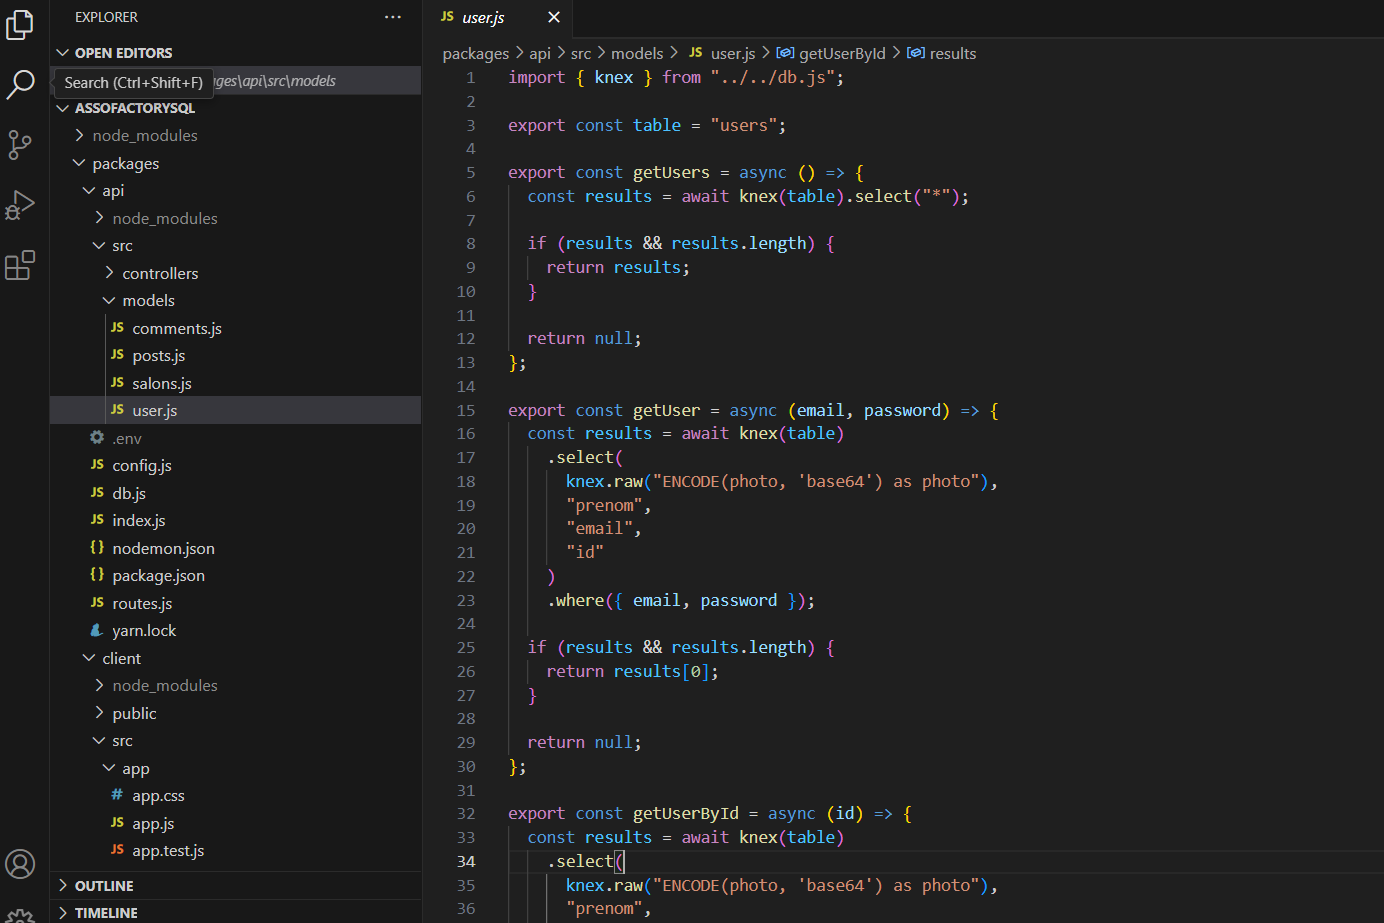 EXPLORER
···
OPEN EDITORS
Search (Ctrl+Shift+F)
ges\api\src\models
ASSOFACTORYSQL
node_modules
packages
api
node_modules
src
controllers
models
JS comments.js
JS posts.js
JS salons.js
JS user.js
.env
JS config.js
JS db.js
JS index.js
{} nodemon.json
{} package.json
JS routes.js
yarn.lock
client
node_modules
public
src
app
# app.css
JS app.js
JS app.test.js
OUTLINE
TIMELINE
JS user.js
packages > api > src > models > JS user.js > getUserById > results
1 import { knex } from "../../db.js";
2
3 export const table = "users";
4
5 export const getUsers = async () => {
6 const results = await knex(table).select("*");
7
8 if (results && results.length) {
9 return results;
10 }
11
12 return null;
13 };
14
15 export const getUser = async (email, password) => {
16 const results = await knex(table)
17 .select(
18 knex.raw("ENCODE(photo, 'base64') as photo"),
19 "prenom",
20 "email",
21 "id"
22 )
23 .where({ email, password });
24
25 if (results && results.length) {
26 return results[0];
27 }
28
29 return null;
30 };
31
32 export const getUserById = async (id) => {
33 const results = await knex(table)
34 .select(
35 knex.raw("ENCODE(photo, 'base64') as photo"),
36 "prenom",